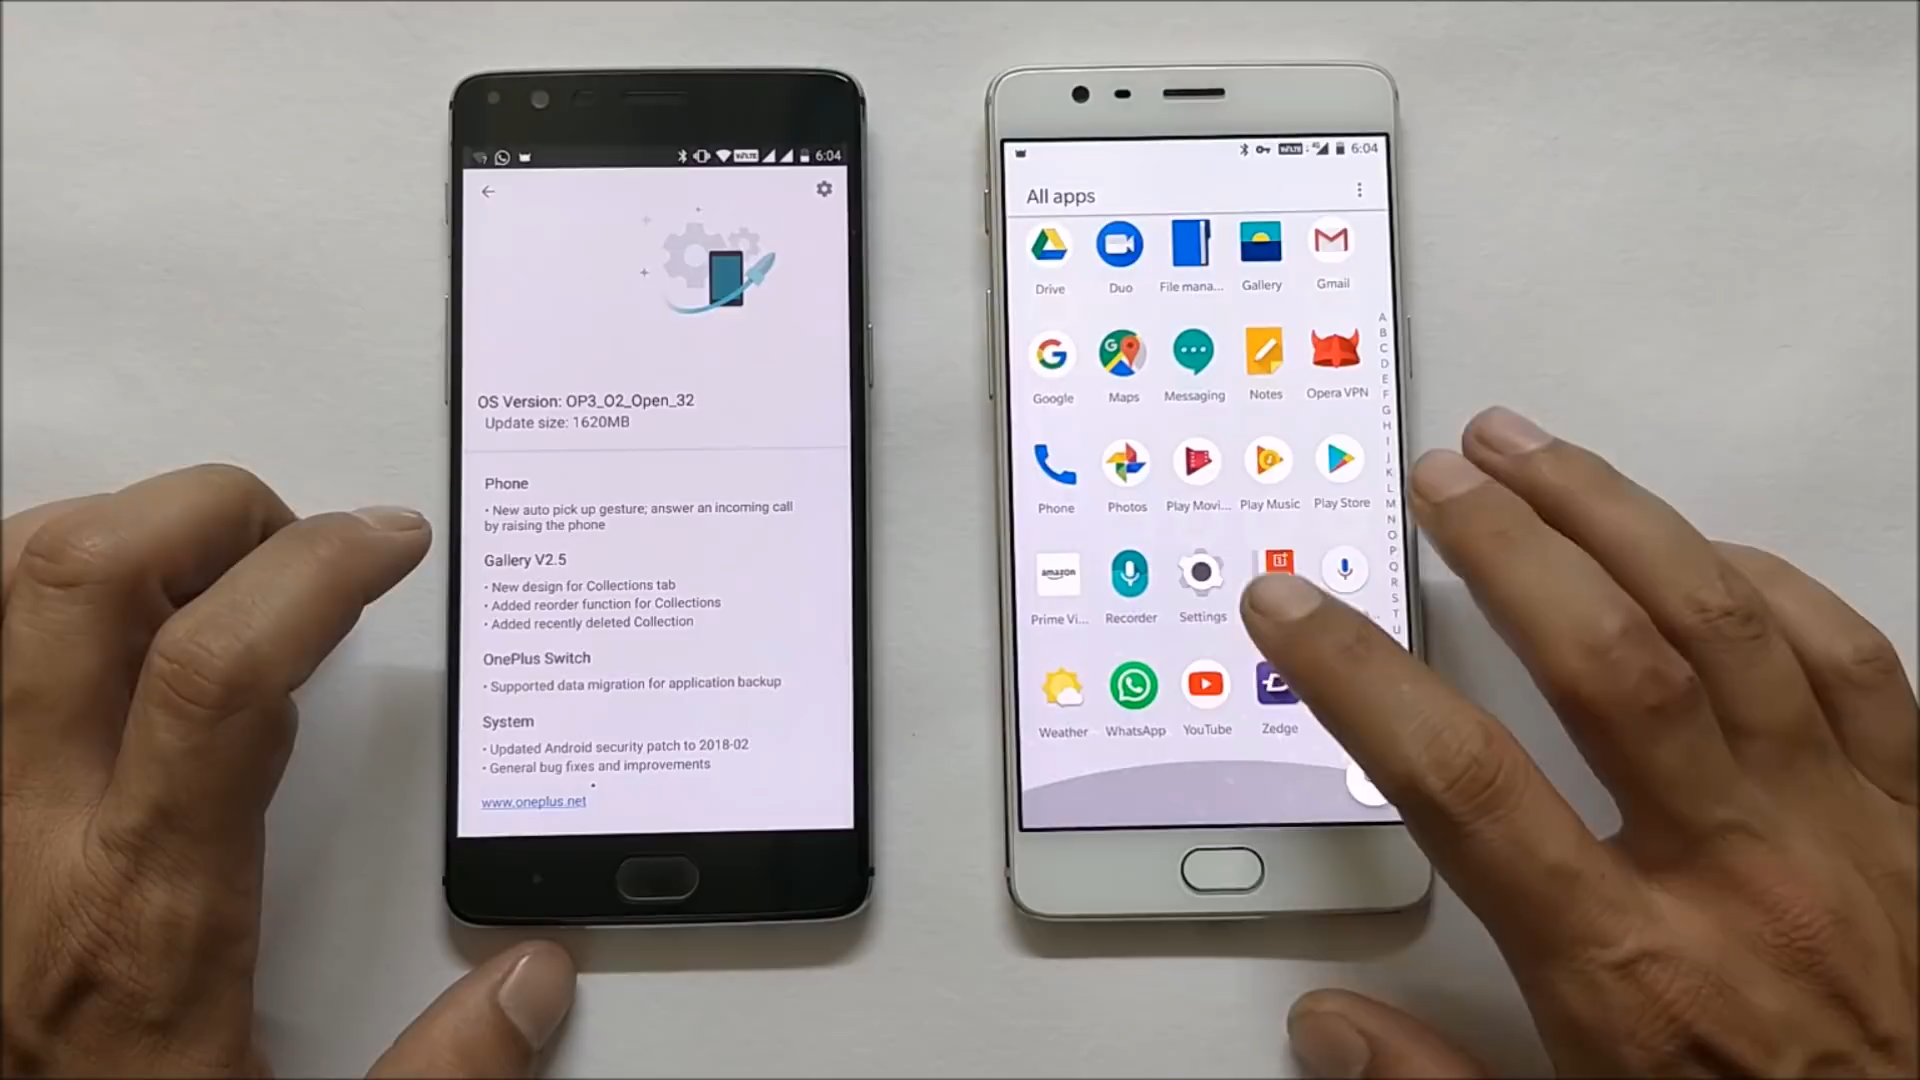 VoLTE 6:04
OS Version: OP3_O2_Open_32
Update size: 1620MB
Phone
• New auto pick up gesture; answer an incoming call
by raising the phone
Gallery V2.5
• New design for Collections tab
• Added reorder function for Collections
• Added recently deleted Collection
OnePlus Switch
• Supported data migration for application backup
System
• Updated Android security patch to 2018-02
• General bug fixes and improvements
www.oneplus.net
VoLTE 4G 6:04
All apps
Drive Duo File mana... Gallery Gmail
G G
Google Maps Messaging Notes Opera VPN
Phone Photos Play Movi... Play Music Play Store
amazon
Prime Vi... Recorder Settings
Weather WhatsApp YouTube Zedge
A
B
C
D
E
F
G
H
I
J
K
L
M
N
O
P
Q
R
S
T
U